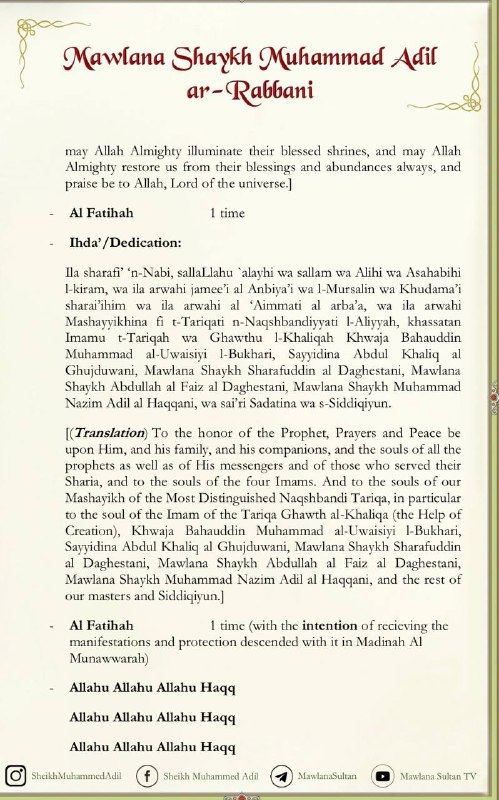 Mawlana Shaykh Muhammad Adil
ar-Rabbani
may Allah Almighty illuminate their blessed shrines, and may Allah
Almighty restore us from their blessings and abundances always, and
praise be to Allah, Lord of the universe.]
- Al Fatihah 1 time
- Ihda’/Dedication:
Ila sharafi’ ‘n-Nabi, sallaLlahu `alayhi wa sallam wa Alihi wa Asahabihi
l-kiram, wa ila arwahi jamee’i al Anbiya’i wa l-Mursalin wa Khudama’i
sharai’ihim wa ila arwahi al ‘Aimmati al arba’a, wa ila arwahi
Mashayyikhina fi t-Tariqati n-Naqshbandiyyati l-Aliyyah, khassatan
Imamu t-Tariqah wa Ghawthu l-Khaliqah Khwaja Bahauddin
Muhammad al-Uwaisiyi l-Bukhari, Sayyidina Abdul Khaliq al
Ghujduwani, Mawlana Shaykh Sharafuddin al Daghestani, Mawlana
Shaykh Abdullah al Faiz al Daghestani, Mawlana Shaykh Muhammad
Nazim Adil al Haqqani, wa sai’ri Sadatina wa s-Siddiqiyun.
[(Translation) To the honor of the Prophet, Prayers and Peace be
upon Him, and his family, and his companions, and the souls of all the
prophets as well as of His messengers and of those who served their
Sharia, and to the souls of the four Imams. And to the souls of our
Mashayikh of the Most Distinguished Naqshbandi Tariqa, in particular
to the soul of the Imam of the Tariqa Ghawth al-Khaliqa (the Help of
Creation), Khwaja Bahauddin Muhammad al-Uwaisiyi l-Bukhari,
Sayyidina Abdul Khaliq al Ghujduwani, Mawlana Shaykh Sharafuddin
al Daghestani, Mawlana Shaykh Abdullah al Faiz al Daghestani,
Mawlana Shaykh Muhammad Nazim Adil al Haqqani, and the rest of
our masters and Siddiqiyun.]
- Al Fatihah 1 time (with the intention of recieving the
manifestations and protection descended with it in Madinah Al
Munawwarah)
- Allahu Allahu Allahu Haqq
Allahu Allahu Allahu Haqq
Allahu Allahu Allahu Haqq
SheikhMuhammedAdil Sheikh Muhammed Adil MawlanaSultan Mawlana Sultan TV